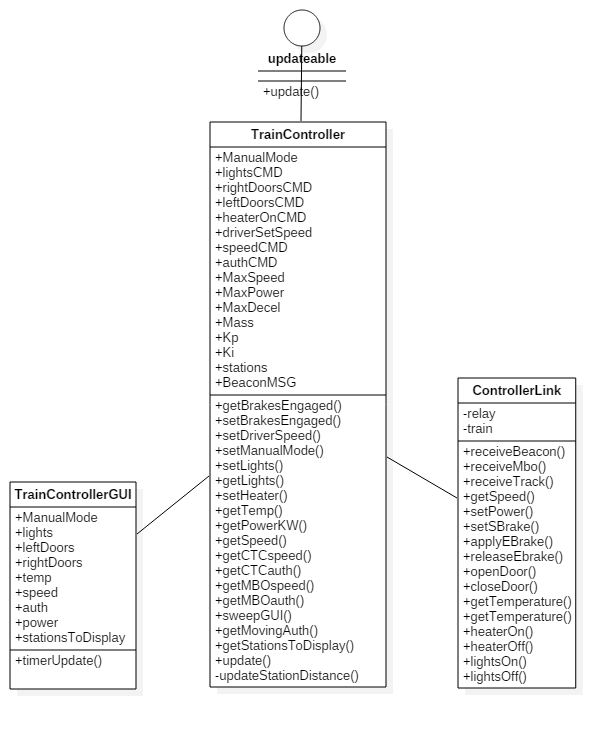 updateable
+update()
TrainController
+ManualMode
+lightsCMD
+rightDoorsCMD
+leftDoorsCMD
+heaterOnCMD
+driverSetSpeed
+speedCMD
+authCMD
+MaxSpeed
+MaxPower
+MaxDecel
+Mass
+Kp
+Ki
+stations
+BeaconMSG
+getBrakesEngaged()
+setBrakesEngaged()
+setDriverSpeed()
+setManualMode()
+setLights()
+getLights()
+setHeater()
+getTemp()
+getPowerKW()
+getSpeed()
+getCTCspeed()
+getCTCauth()
+getMBOspeed()
+getMBOauth()
+sweepGUI()
+getMovingAuth()
+getStationsToDisplay()
+update()
-updateStationDistance()
TrainControllerGUI
+ManualMode
+lights
+leftDoors
+rightDoors
+temp
+speed
+auth
+power
+stationsToDisplay
+timerUpdate()
ControllerLink
-relay
-train
+receiveBeacon()
+receiveMbo()
+receiveTrack()
+getSpeed()
+setPower()
+setSBrake()
+applyEBrake()
+releaseEbrake()
+openDoor()
+closeDoor()
+getTemperature()
+getTemperature()
+heaterOn()
+heaterOff()
+lightsOn()
+lightsOff()